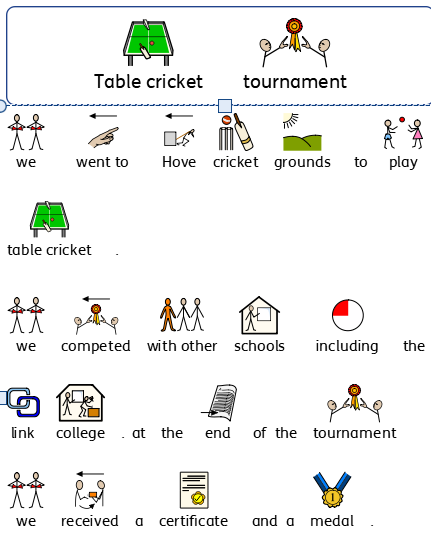 Table cricket tournament
we went to Hove cricket grounds to play
table cricket .
we competed with other schools including the
link college . at the end of the tournament
we received a certificate and a medal .